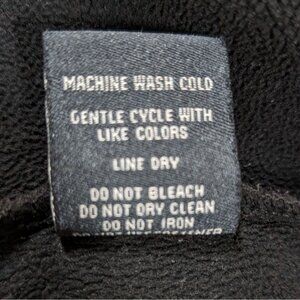 MACHINE WASH COLD
GENTLE CYCLE WITH
LIKE COLORS
LINE DRY
DO NOT BLEACH
DO NOT DRY CLEAN
DO NOT IRON